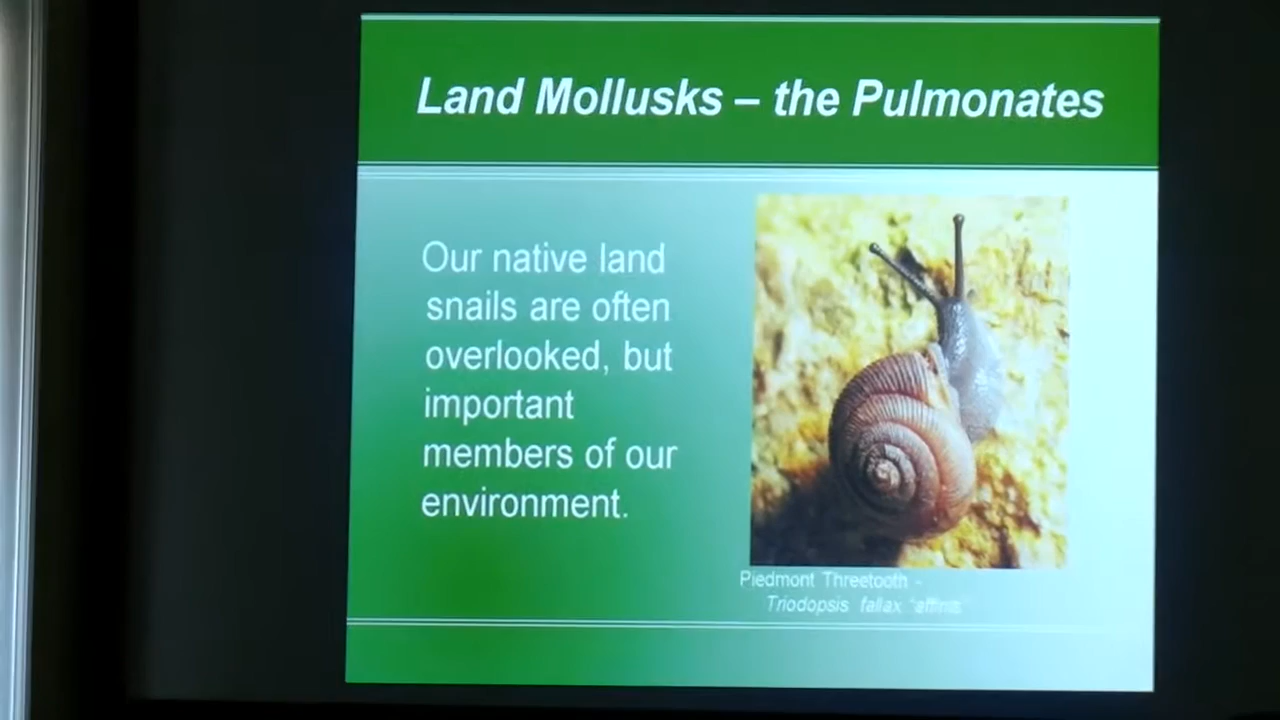 Land Mollusks – the Pulmonates
Our native land
snails are often
overlooked, but
important
members of our
environment.
Piedmont Threetooth -
Triodopsis fallax "affinis"